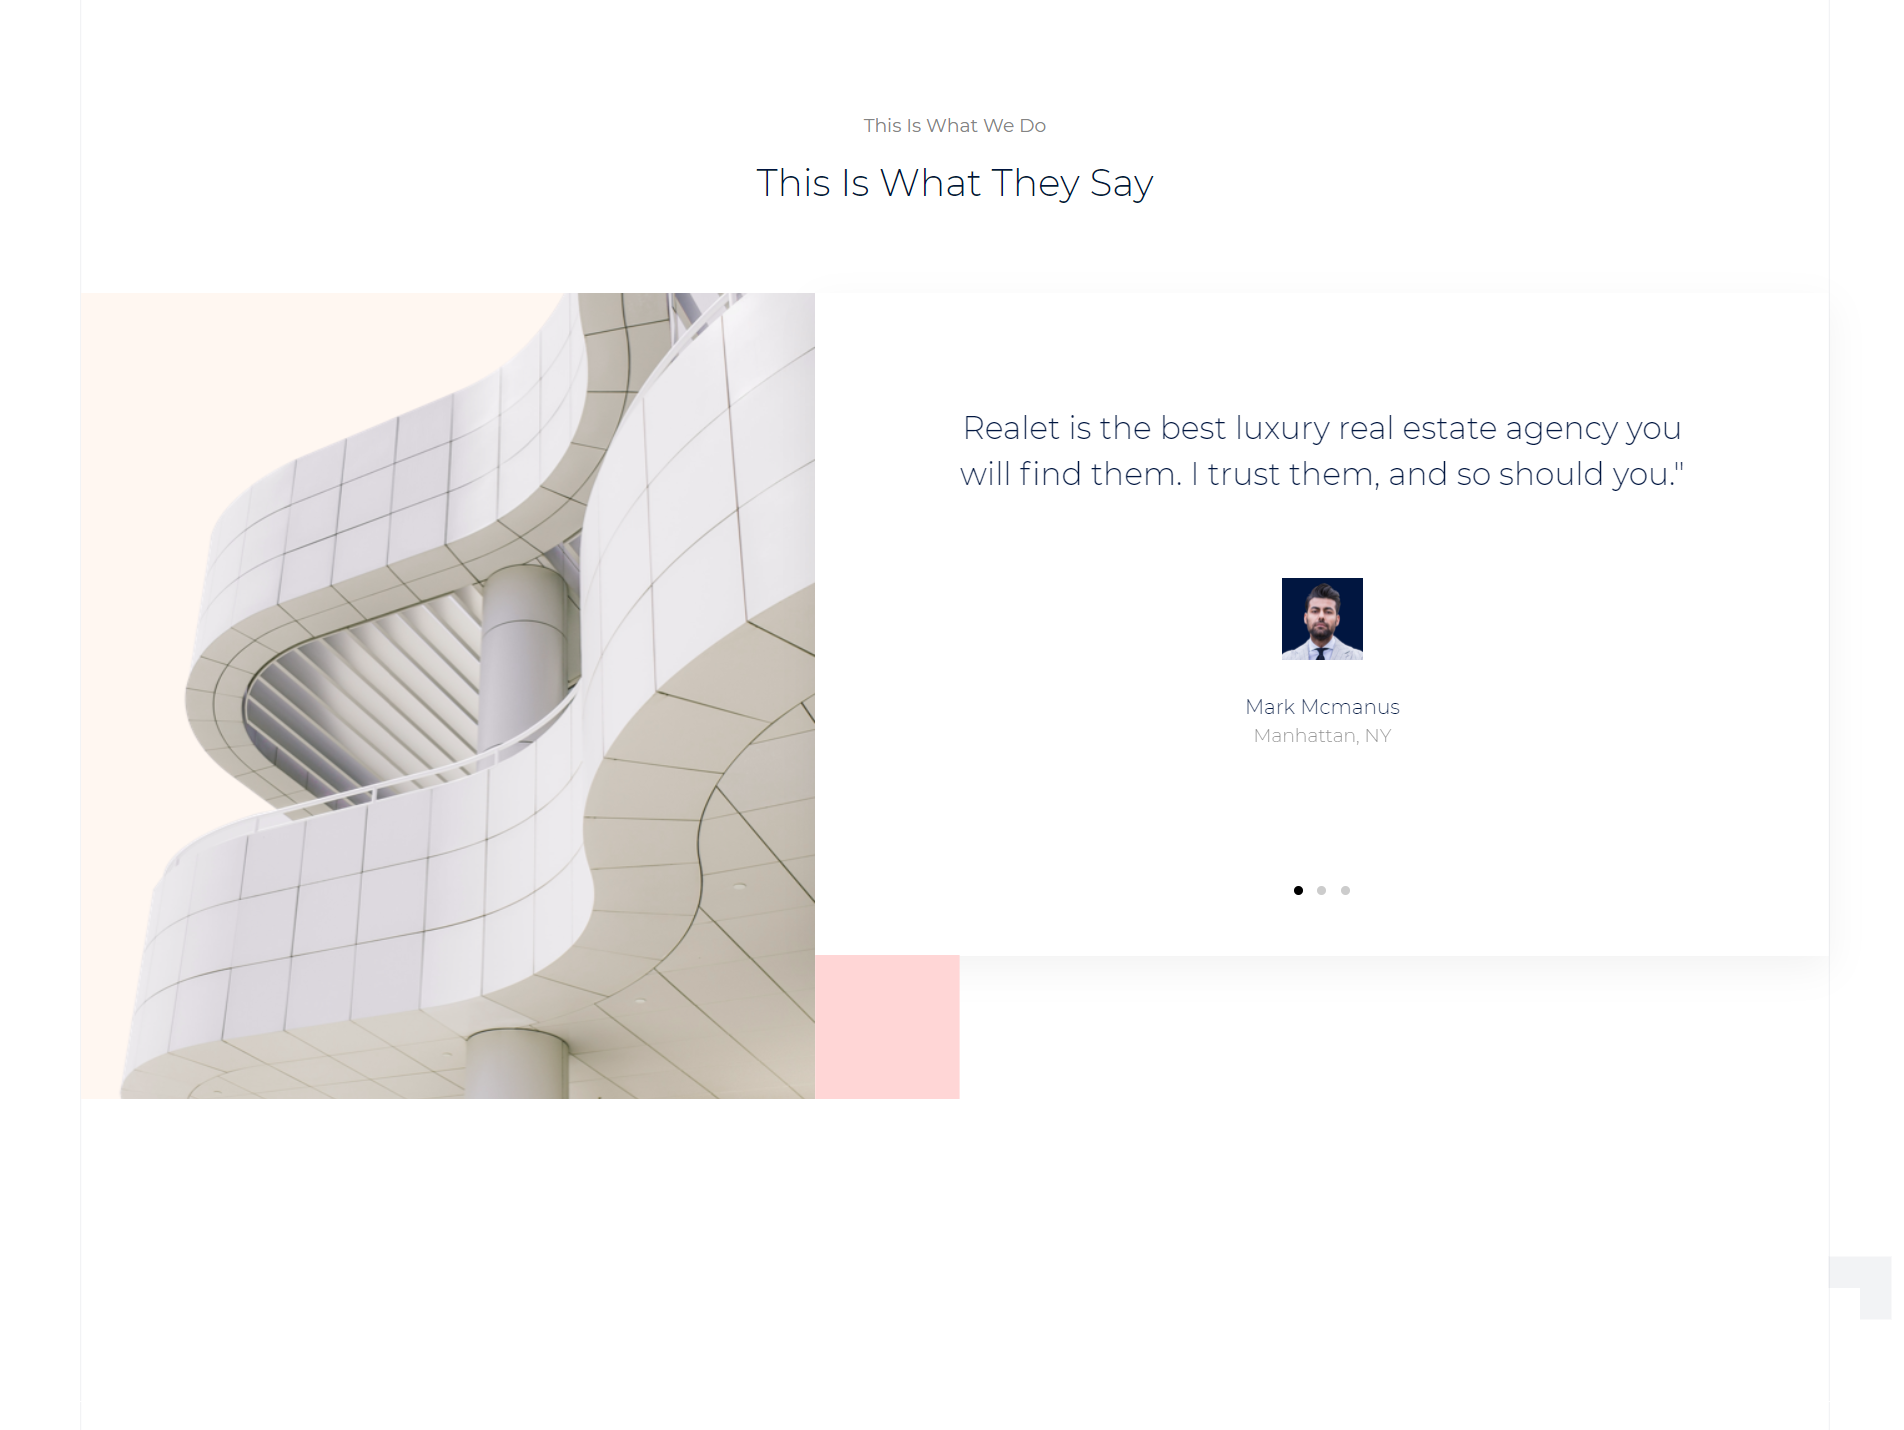 This Is What We Do
This Is What They Say
Realet is the best luxury real estate agency you
will find them. I trust them, and so should you."
Mark Mcmanus
Manhattan, NY